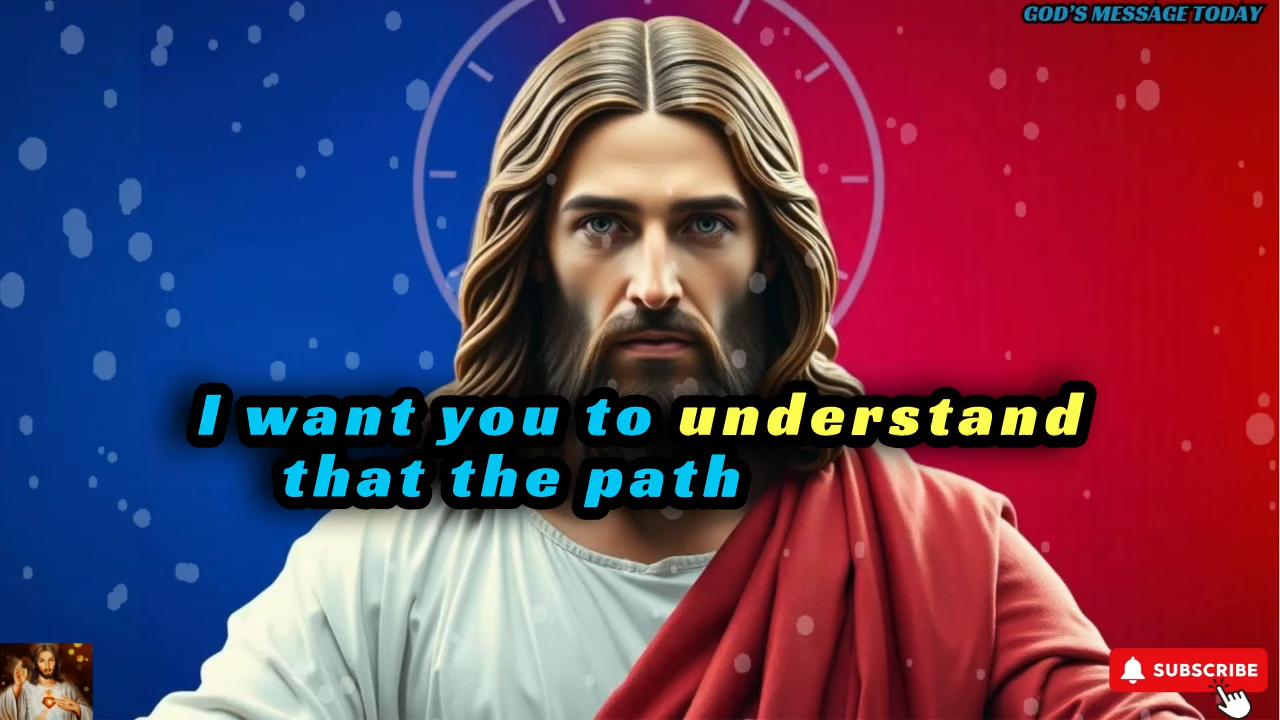 GOD'S MESSAGE TODAY
I want you to understand
that the path
SUBSCRIBE